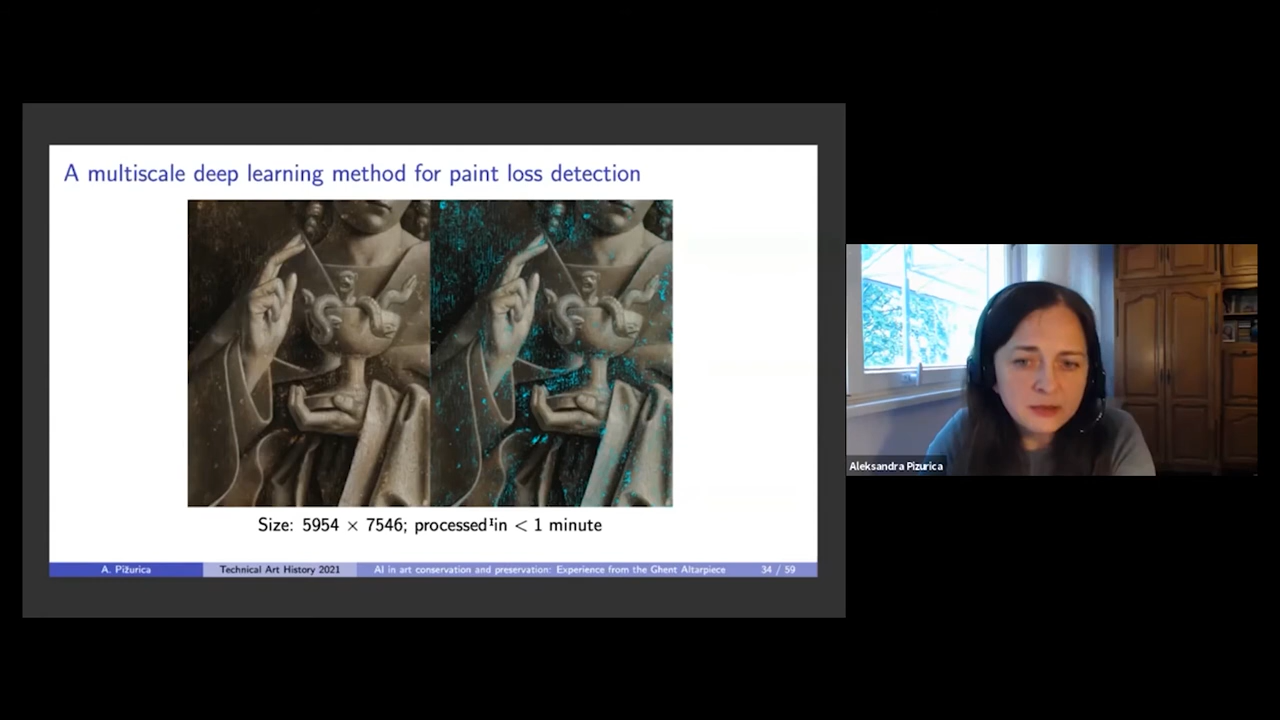 A multiscale deep learning method for paint loss detection
Size: 5954 × 7546; processed in < 1 minute
A. Pižurica Technical Art History 2021 AI in art conservation and preservation: Experience from the Ghent Altarpiece 34 / 59
Aleksandra Pizurica